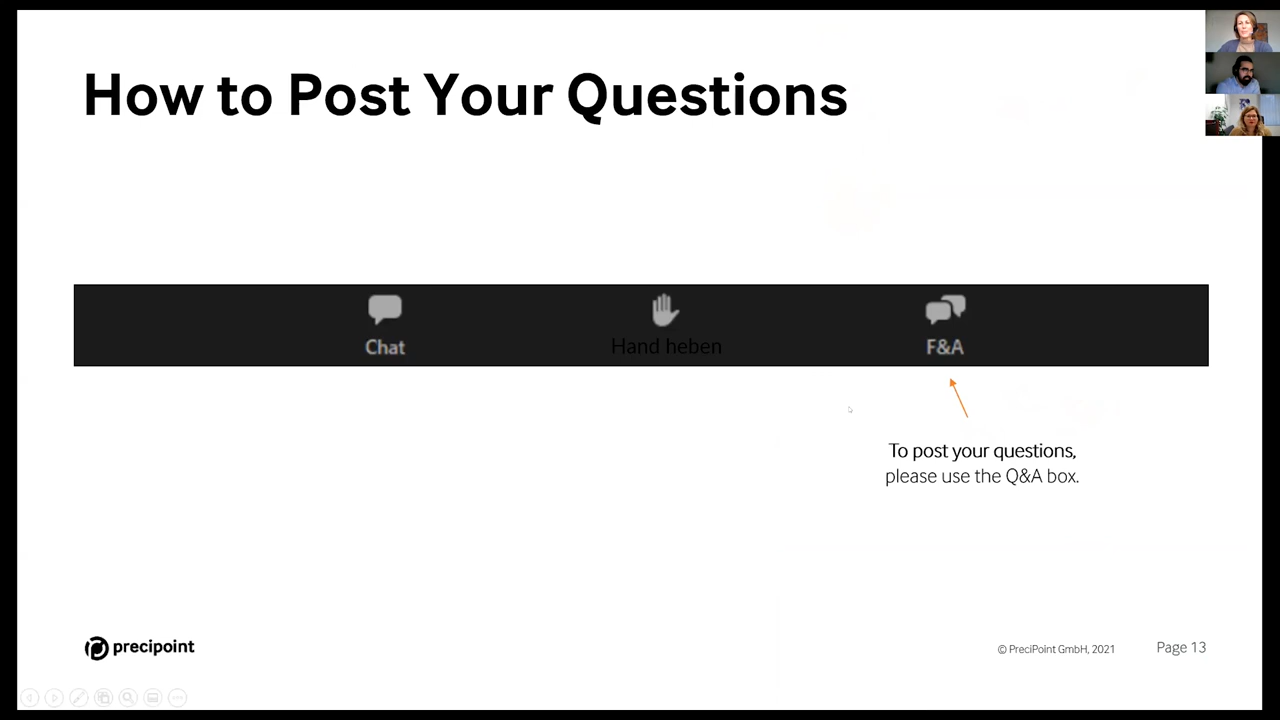 How to Post Your Questions
Chat
Hand heben
F&A
To post your questions,
please use the Q&A box.
precipoint
© PreciPoint GmbH, 2021
Page 13